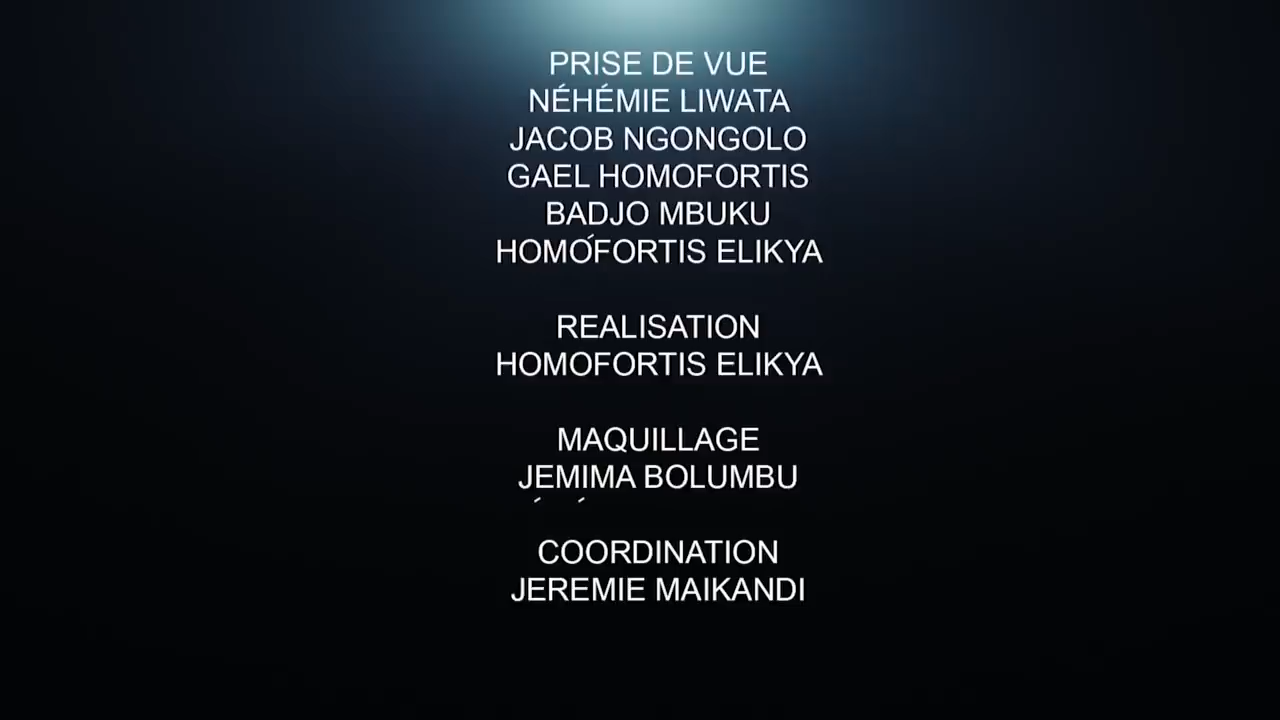 PRISE DE VUE
NÉHÉMIE LIWATA
JACOB NGONGOLO
GAEL HOMOFORTIS
BADJO MBUKU
HOMOFORTIS ELIKYA
REALISATION
HOMOFORTIS ELIKYA
MAQUILLAGE
JEMIMA BOLUMBU
COORDINATION
JEREMIE MAIKANDI